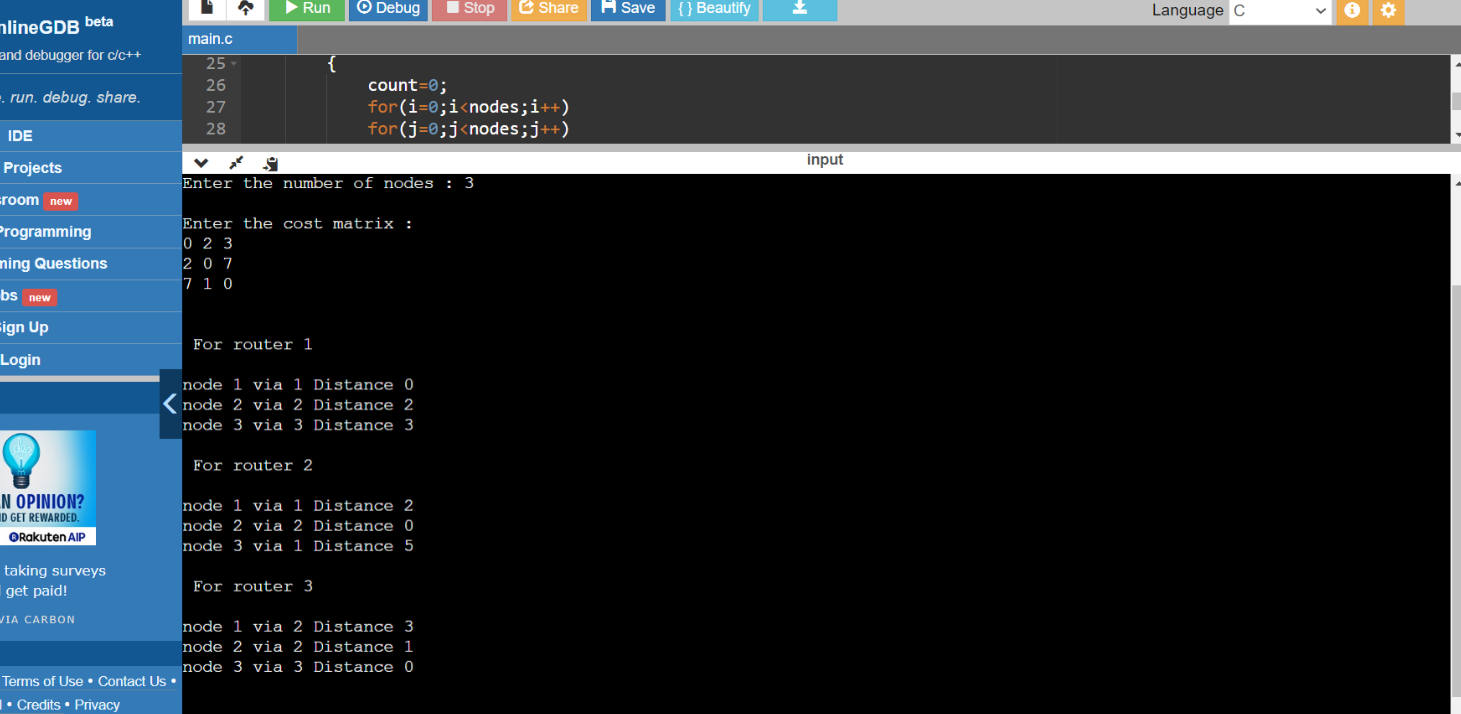 nlineGDB beta
and debugger for c/c++
. run. debug. share.
IDE
Projects
room new
Programming
ning Questions
bs new
ign Up
Login
N OPINION?
D GET REWARDED.
Rakuten AIP
taking surveys
get paid!
VIA CARBON
Terms of Use • Contact Us •
• Credits • Privacy
Run Debug Stop Share Save { } Beautify
Language C
main.c
25 {
26 count=0;
27 for(i=0;i<nodes;i++)
28 for(j=0;j<nodes;j++)
input
Enter the number of nodes : 3
Enter the cost matrix :
0 2 3
2 0 7
7 1 0
For router 1
node 1 via 1 Distance 0
node 2 via 2 Distance 2
node 3 via 3 Distance 3
For router 2
node 1 via 1 Distance 2
node 2 via 2 Distance 0
node 3 via 1 Distance 5
For router 3
node 1 via 2 Distance 3
node 2 via 2 Distance 1
node 3 via 3 Distance 0